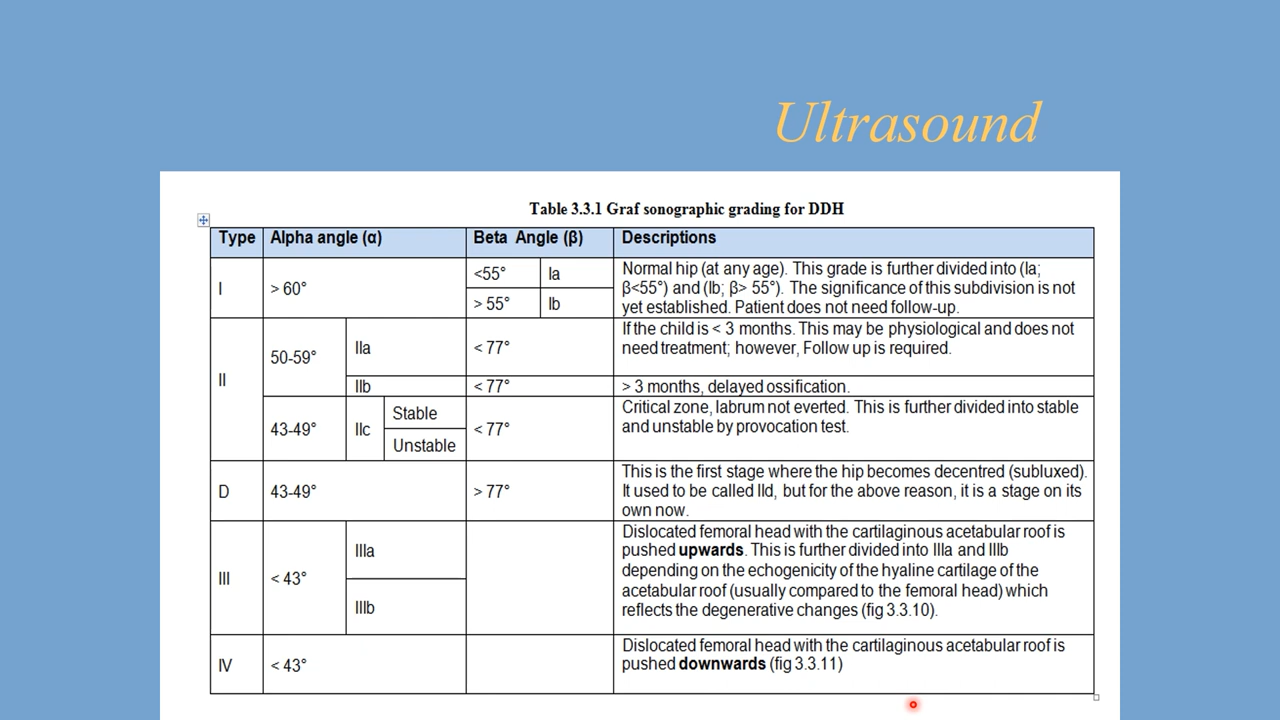 Ultrasound
Table 3.3.1 Graf sonographic grading for DDH
Type Alpha angle (α) Beta Angle (β) Descriptions
I > 60° <55° Ia
> 55° Ib
Normal hip (at any age). This grade is further divided into (Ia;
β<55°) and (Ib; β> 55°). The significance of this subdivision is not
yet established. Patient does not need follow-up.
II 50-59° IIa < 77°
If the child is < 3 months. This may be physiological and does not
need treatment; however, Follow up is required.
IIb < 77° > 3 months, delayed ossification.
43-49° IIc Stable
Unstable
< 77°
Critical zone, labrum not everted. This is further divided into stable
and unstable by provocation test.
D 43-49° > 77°
This is the first stage where the hip becomes decentred (subluxed).
It used to be called IId, but for the above reason, it is a stage on its
own now.
III < 43° IIIa
IIIb
Dislocated femoral head with the cartilaginous acetabular roof is
pushed upwards. This is further divided into IIIa and IIIb
depending on the echogenicity of the hyaline cartilage of the
acetabular roof (usually compared to the femoral head) which
reflects the degenerative changes (fig 3.3.10).
IV < 43°
Dislocated femoral head with the cartilaginous acetabular roof is
pushed downwards (fig 3.3.11)